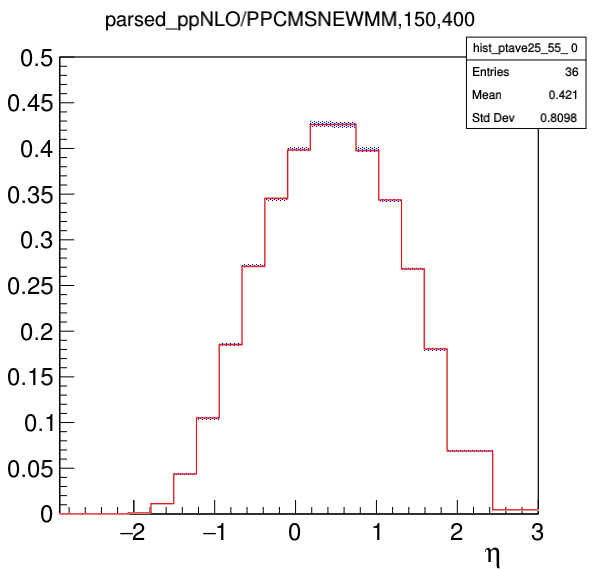 parsed_ppNLO/PPCMSNEWMM,150,400
hist_ptave25_55_ 0
Entries 36
Mean 0.421
Std Dev 0.8098
0.5
0.45
0.4
0.35
0.3
0.25
0.2
0.15
0.1
0.05
0
−2 −1 0 1 2 3
η